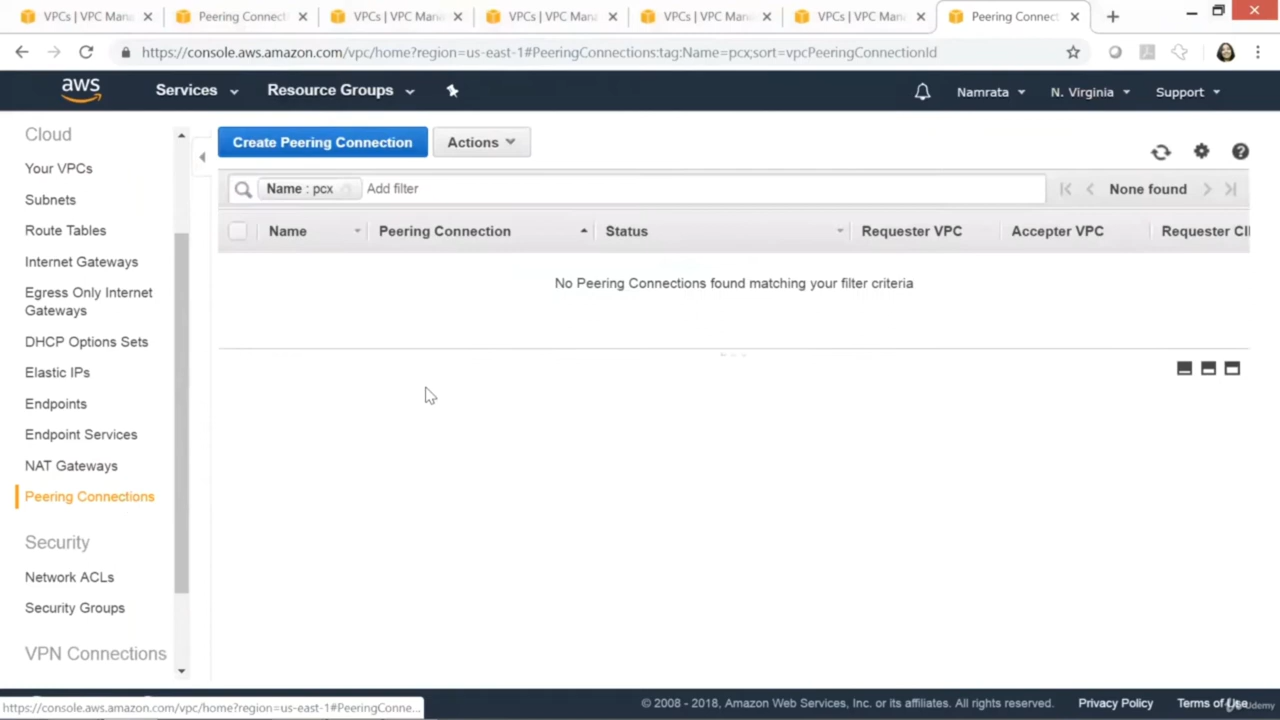 VPCs | VPC Mana
Peering Connecti
VPCs | VPC Mana
VPCs | VPC Mana
VPCs | VPC Mana
VPCs | VPC Mana
Peering Connect
https://console.aws.amazon.com/vpc/home?region=us-east-1#PeeringConnections:tag:Name=pcx;sort=vpcPeeringConnectionId
aws
Services
Resource Groups
Namrata
N. Virginia
Support
Cloud
Your VPCs
Subnets
Route Tables
Internet Gateways
Egress Only Internet
Gateways
DHCP Options Sets
Elastic IPs
Endpoints
Endpoint Services
NAT Gateways
Peering Connections
Security
Network ACLs
Security Groups
VPN Connections
Create Peering Connection
Actions
Name : pcx
Add filter
None found
Name
Peering Connection
Status
Requester VPC
Accepter VPC
Requester CI
No Peering Connections found matching your filter criteria
https://console.aws.amazon.com/vpc/home?region=us-east-1#PeeringConne...
© 2008 - 2018, Amazon Web Services, Inc. or its affiliates. All rights reserved.
Privacy Policy
Terms of Use
Udemy